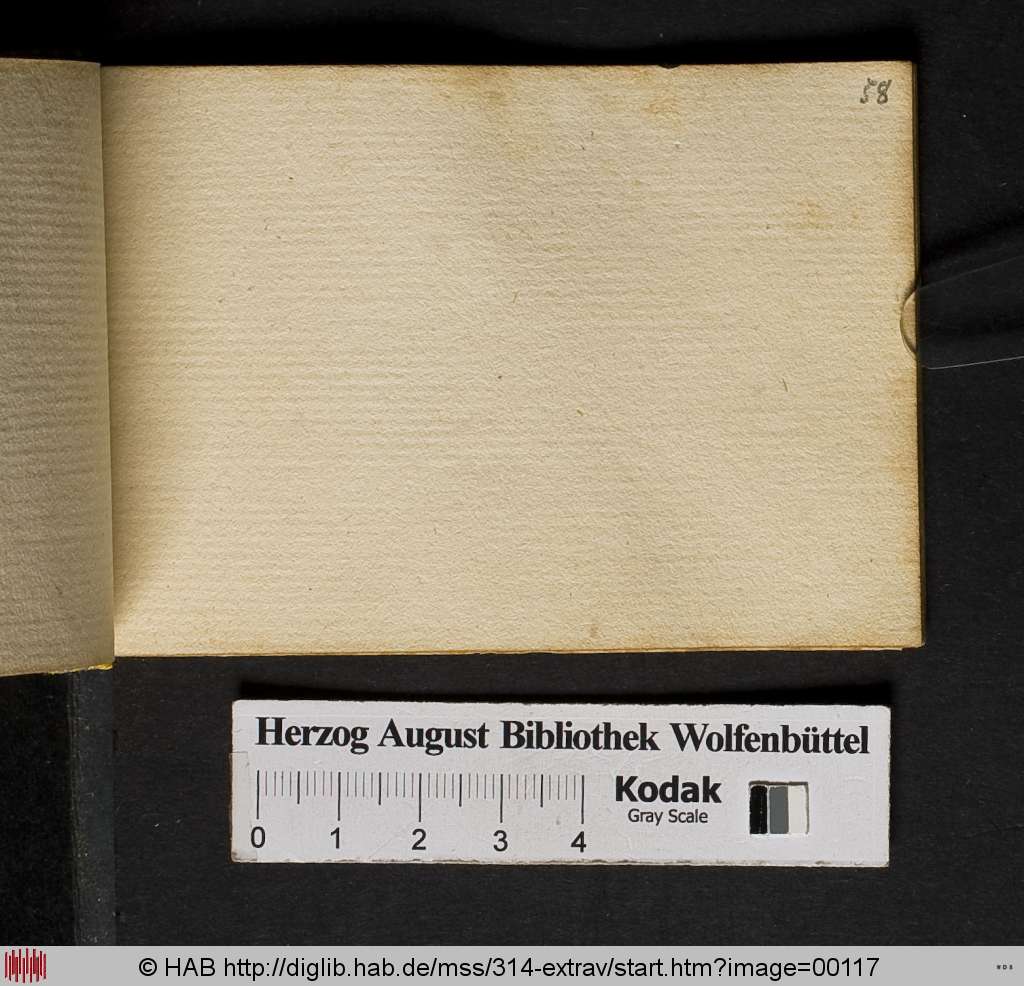 58
Herzog August Bibliothek Wolfenbüttel
Kodak
Gray Scale
0 1 2 3 4
© HAB http://diglib.hab.de/mss/314-extrav/start.htm?image=00117